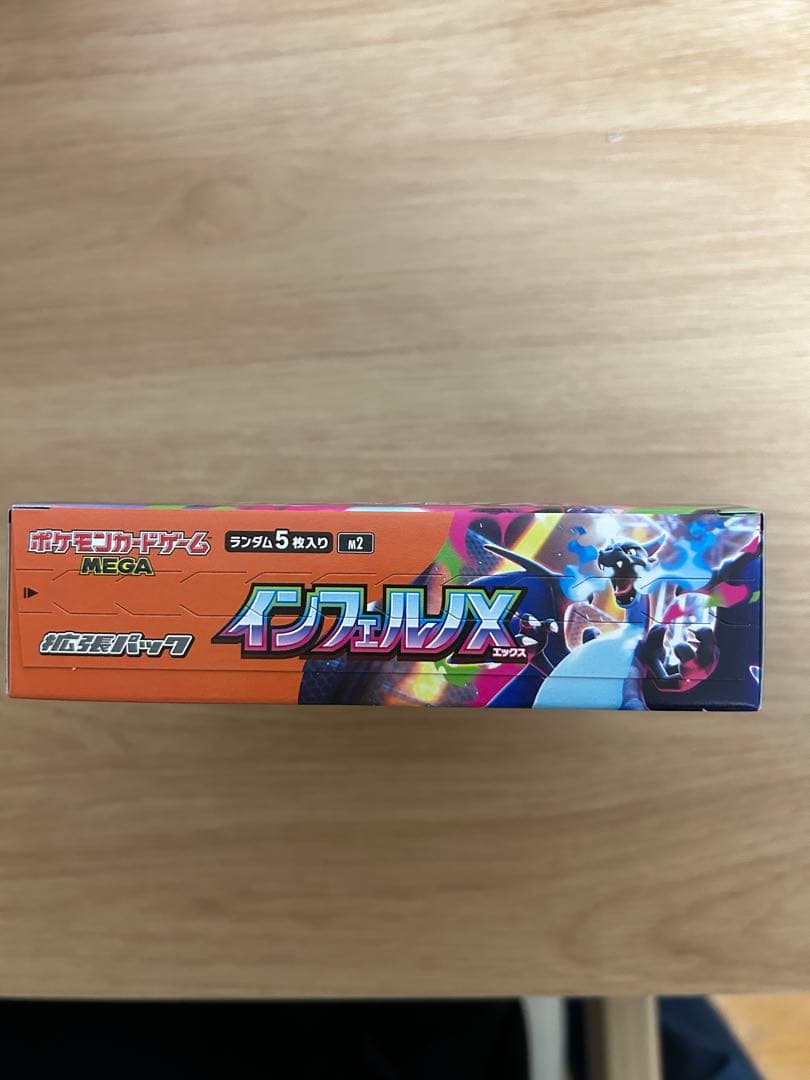 ポケモンカードゲーム
MEGA
ランダム5枚入り
M2
拡張パック
インフェルノX
エックス